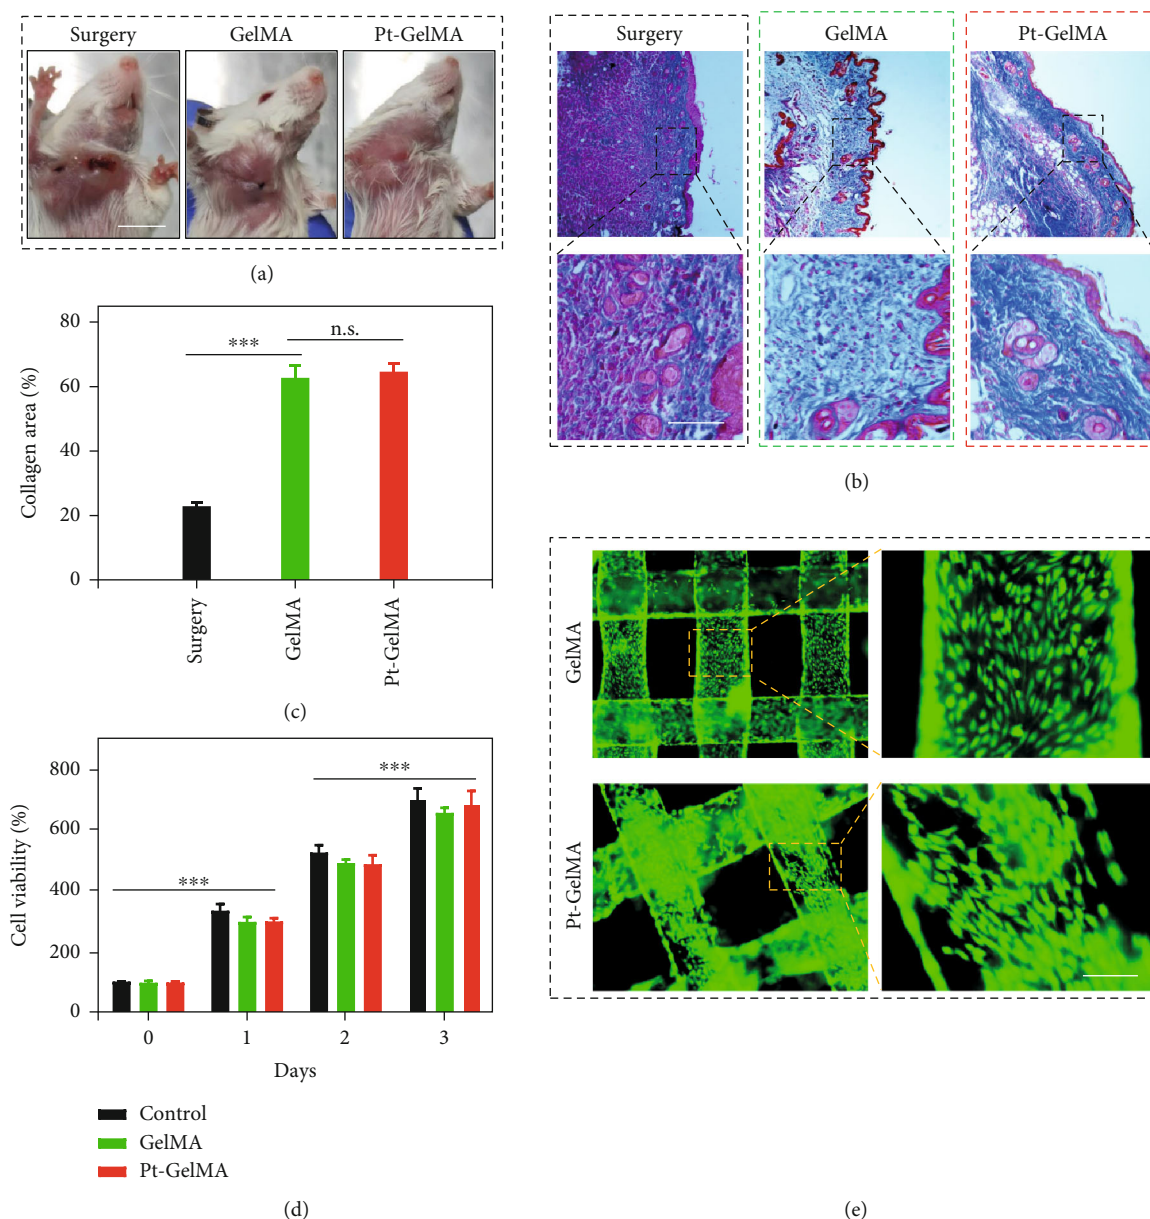 Surgery GelMA Pt-GelMA
(a)
Surgery GelMA Pt-GelMA
(b)
Collagen area (%)
80
60
40
20
0
***
n.s.
Surgery
GelMA
Pt-GelMA
(c)
Cell viability (%)
800
600
400
200
0
***
***
0 1 2 3
Days
Control
GelMA
Pt-GelMA
(d)
GelMA
Pt-GelMA
(e)